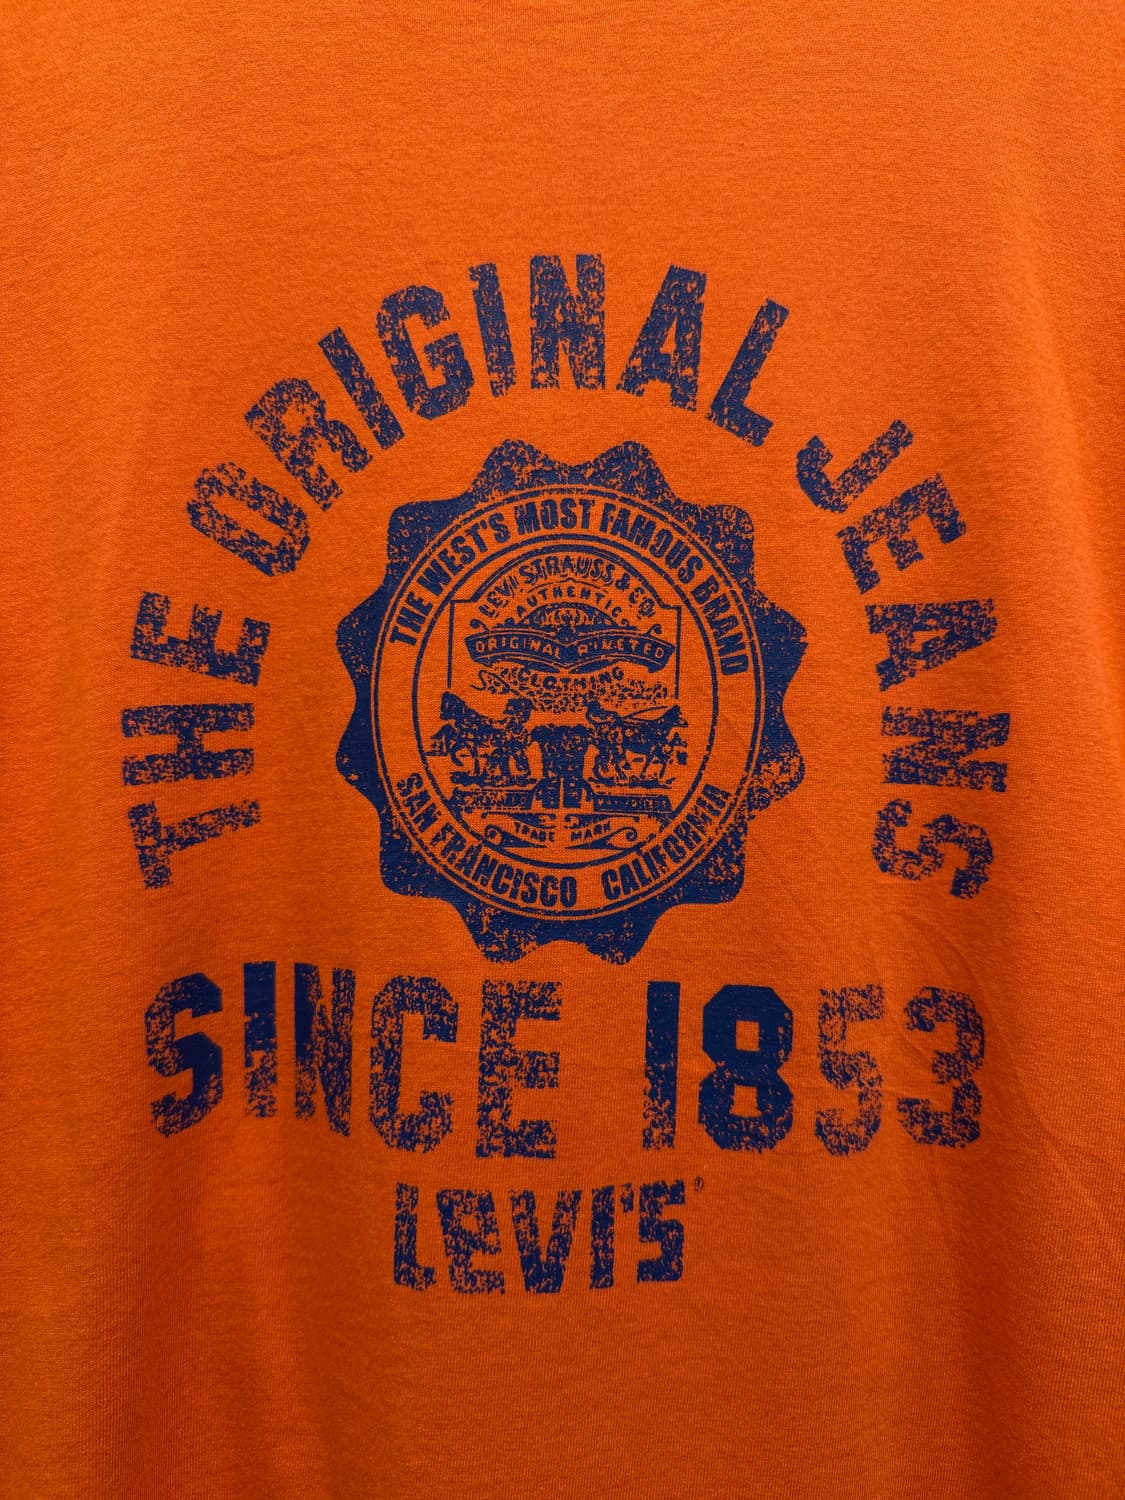 THE ORIGINAL JEANS
THE WEST'S MOST FAMOUS BRAND
LEVI STRAUSS & CO
AUTHENTIC
ORIGINAL RIVETED
CLOTHING
TRADE MARK
SAN FRANCISCO CALIFORMIA
SINCE 1853
LEVI'S®